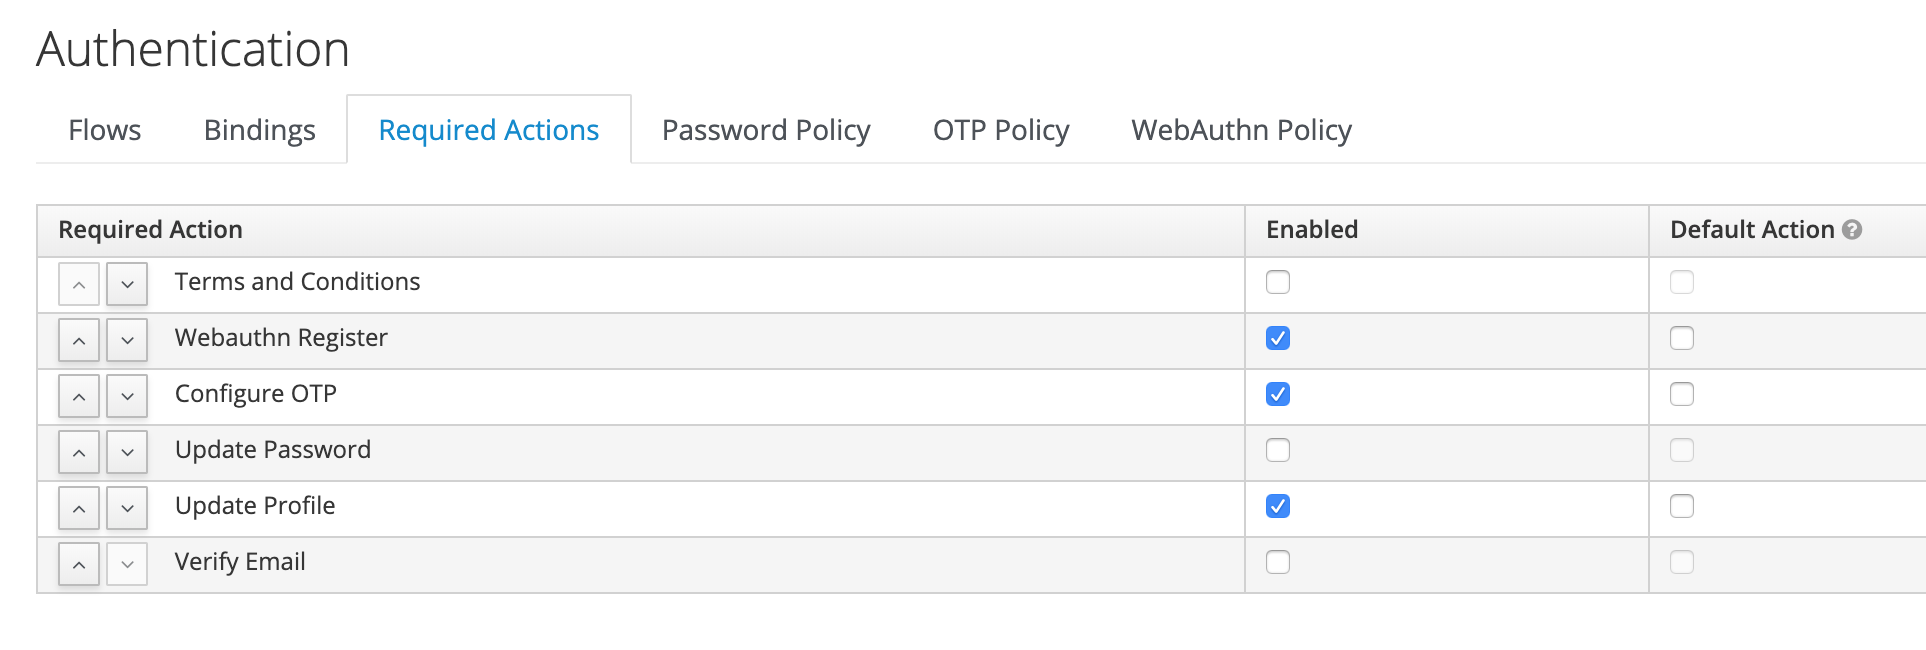 Authentication
Flows Bindings Required Actions Password Policy OTP Policy WebAuthn Policy
Required Action Enabled Default Action ?
Terms and Conditions
Webauthn Register
Configure OTP
Update Password
Update Profile
Verify Email